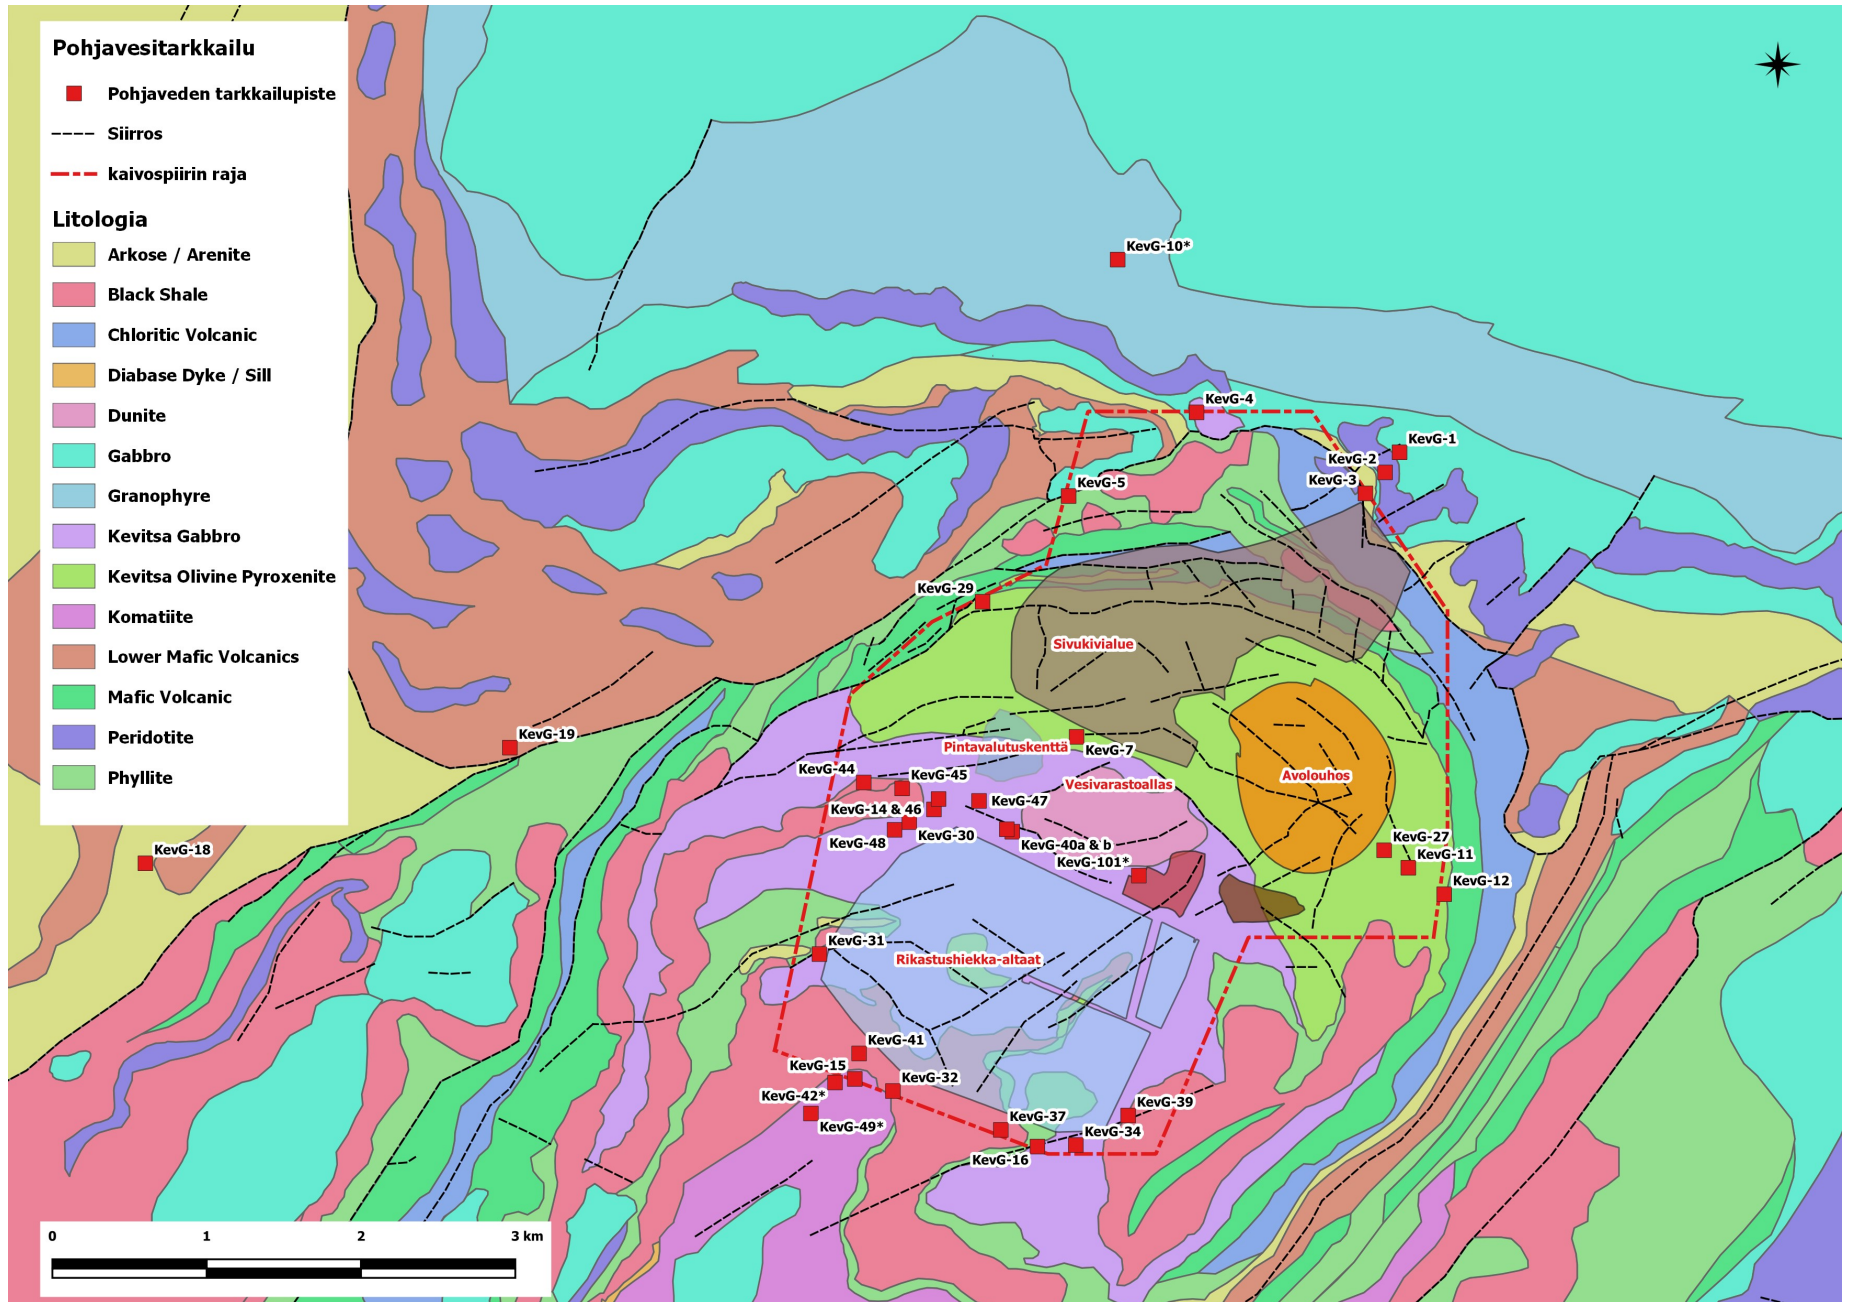 Pohjavesitarkkailu
Pohjaveden tarkkailupiste
Siirros
kaivospiirin raja
Litologia
Arkose / Arenite
Black Shale
Chloritic Volcanic
Diabase Dyke / Sill
Dunite
Gabbro
Granophyre
Kevitsa Gabbro
Kevitsa Olivine Pyroxenite
Komatiite
Lower Mafic Volcanics
Mafic Volcanic
Peridotite
Phyllite
KevG-10*
KevG-4
KevG-1
KevG-2
KevG-3
KevG-5
KevG-29
Sivukivialue
KevG-19
Pintavalutuskenttä
KevG-7
KevG-44
KevG-45
Vesivarastoallas
Avolouhos
KevG-14 & 46
KevG-47
KevG-48
KevG-30
KevG-40a & b
KevG-27
KevG-18
KevG-101*
KevG-11
KevG-12
KevG-31
Rikastushiekka-altaat
KevG-41
KevG-15
KevG-32
KevG-42*
KevG-49*
KevG-37
KevG-39
KevG-34
KevG-16
0 1 2 3 km